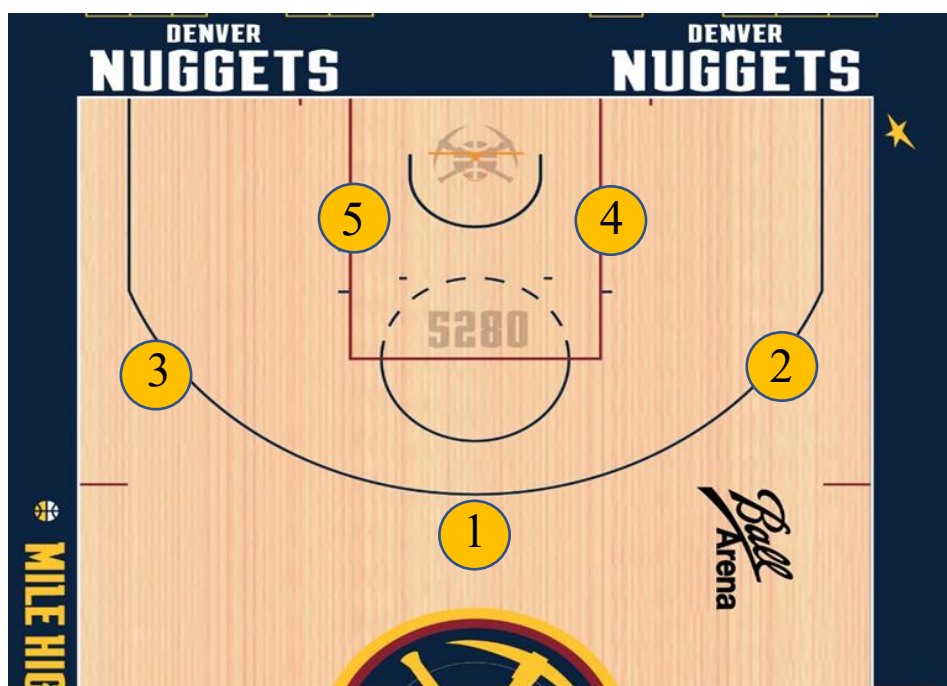 DENVER
NUGGETS
DENVER
NUGGETS
5
4
5280
3
2
1
Ball
Arena
MILE HIG